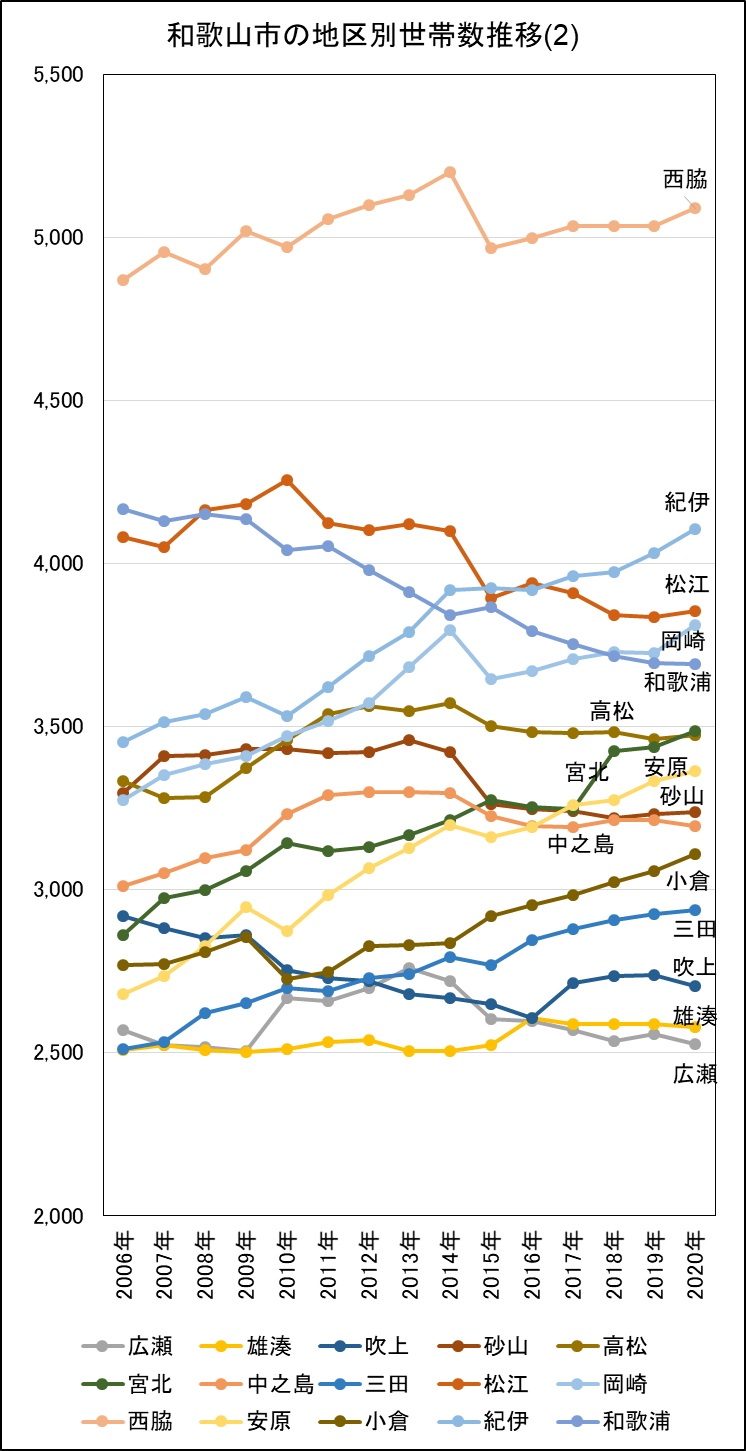 和歌山市の地区別世帯数推移(2)
5,500
5,000
4,500
4,000
3,500
3,000
2,500
2,000
西脇
紀伊
松江
岡崎
和歌浦
高松
宮北
安原
砂山
中之島
小倉
三田
吹上
雄湊
広瀬
2006年
2007年
2008年
2009年
2010年
2011年
2012年
2013年
2014年
2015年
2016年
2017年
2018年
2019年
2020年
広瀬 雄湊 吹上 砂山 高松
宮北 中之島 三田 松江 岡崎
西脇 安原 小倉 紀伊 和歌浦